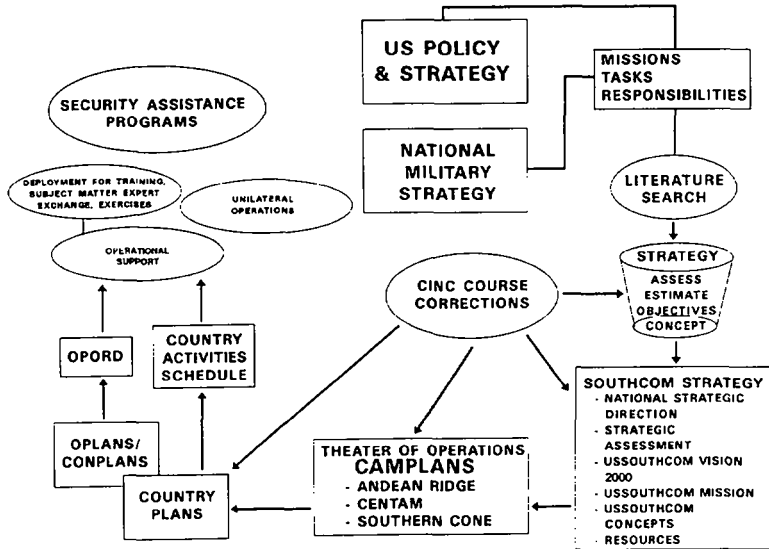 US POLICY
& STRATEGY
MISSIONS
TASKS
RESPONSIBILITIES
SECURITY ASSISTANCE
PROGRAMS
NATIONAL
MILITARY
STRATEGY
DEPLOYMENT FOR TRAINING,
SUBJECT MATTER EXPERT
EXCHANGE, EXERCISES
UNILATERAL
OPERATIONS
LITERATURE
SEARCH
OPERATIONAL
SUPPORT
STRATEGY
ASSESS
ESTIMATE
OBJECTIVES
CONCEPT
CINC COURSE
CORRECTIONS
OPORD
COUNTRY
ACTIVITIES
SCHEDULE
SOUTHCOM STRATEGY
- NATIONAL STRATEGIC
DIRECTION
- STRATEGIC
ASSESSMENT
- USSOUTHCOM VISION
2000
- USSOUTHCOM MISSION
- USSOUTHCOM
CONCEPTS
- RESOURCES
OPLANS/
CONPLANS
THEATER OF OPERATIONS
CAMPLANS
- ANDEAN RIDGE
- CENTAM
- SOUTHERN CONE
COUNTRY
PLANS